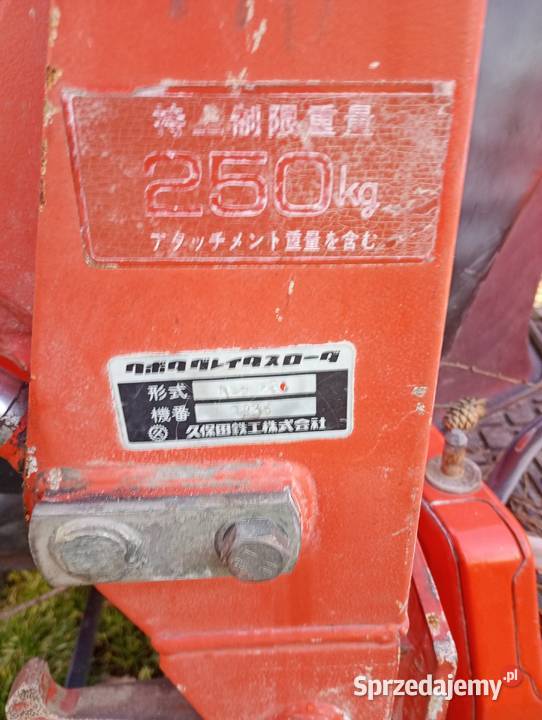 持上制限重量
250kg
アタッチメント重量を含む
クボタグレイタスローダ
形式
機番
久保田鉄工株式会社
Sprzedajemy.pl